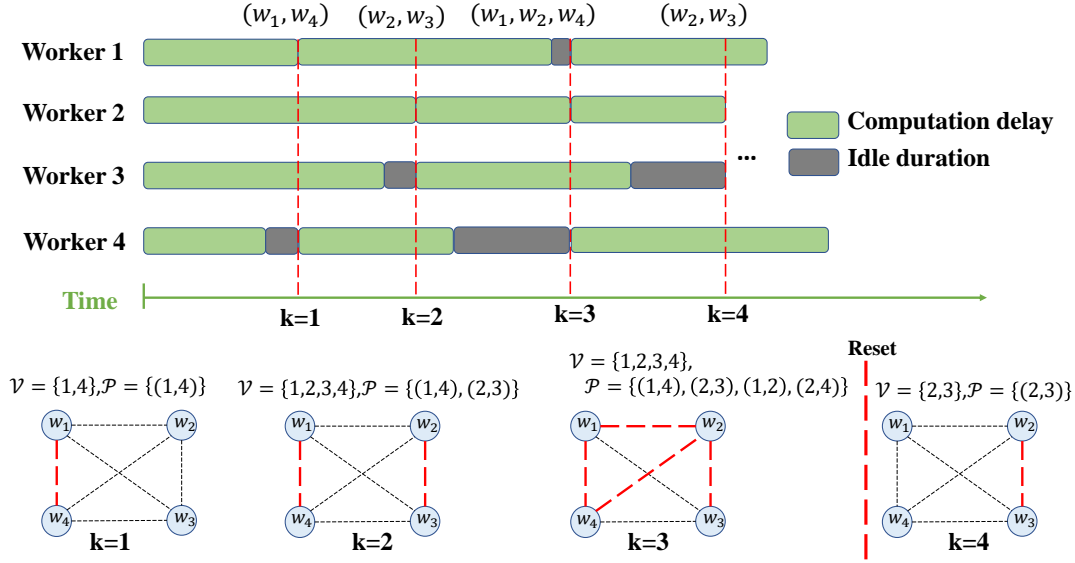 (w₁, w₄) (w₂, w₃) (w₁, w₂, w₄) (w₂, w₃)
Worker 1
Worker 2
Computation delay
Worker 3
...
Idle duration
Worker 4
Time
k=1 k=2 k=3 k=4
Reset
𝒱 = {1,4},𝒫 = {(1,4)}
𝒱 = {1,2,3,4},𝒫 = {(1,4), (2,3)}
𝒱 = {1,2,3,4},
𝒫 = {(1,4), (2,3), (1,2), (2,4)}
𝒱 = {2,3},𝒫 = {(2,3)}
w₁ w₂ w₁ w₂ w₁ w₂ w₁ w₂
w₄ w₃ w₄ w₃ w₄ w₃ w₄ w₃
k=1 k=2 k=3 k=4